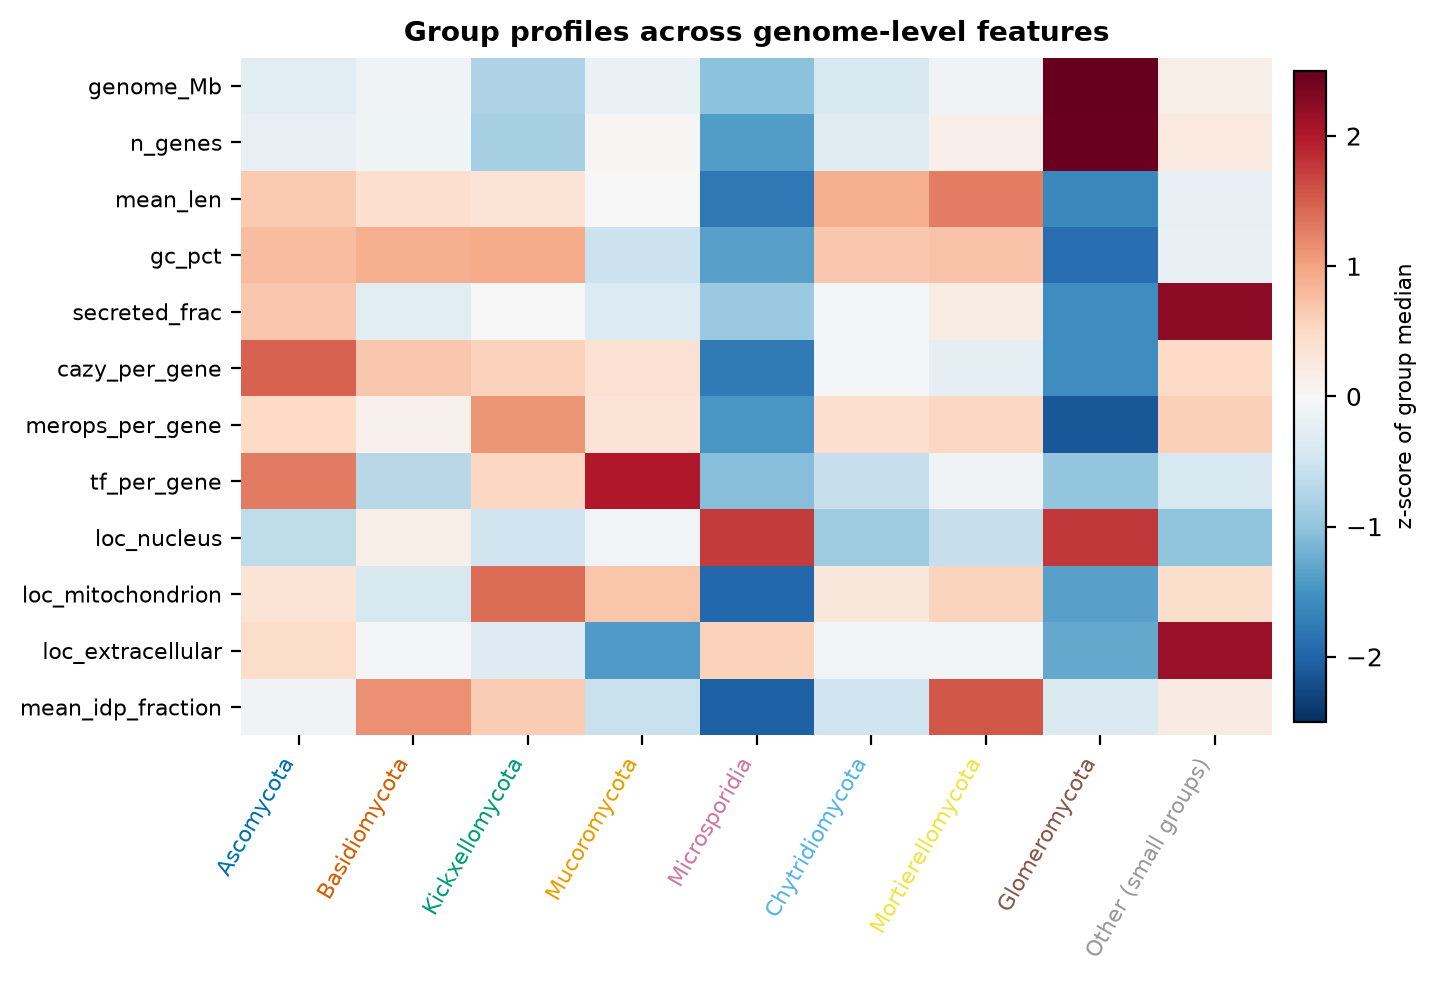 Group profiles across genome-level features
genome_Mb
n_genes
mean_len
gc_pct
secreted_frac
cazy_per_gene
merops_per_gene
tf_per_gene
loc_nucleus
loc_mitochondrion
loc_extracellular
mean_idp_fraction
Ascomycota
Basidiomycota
Kickxellomycota
Mucoromycota
Microsporidia
Chytridiomycota
Mortierellomycota
Glomeromycota
Other (small groups)
2
1
0
−1
−2
z-score of group median